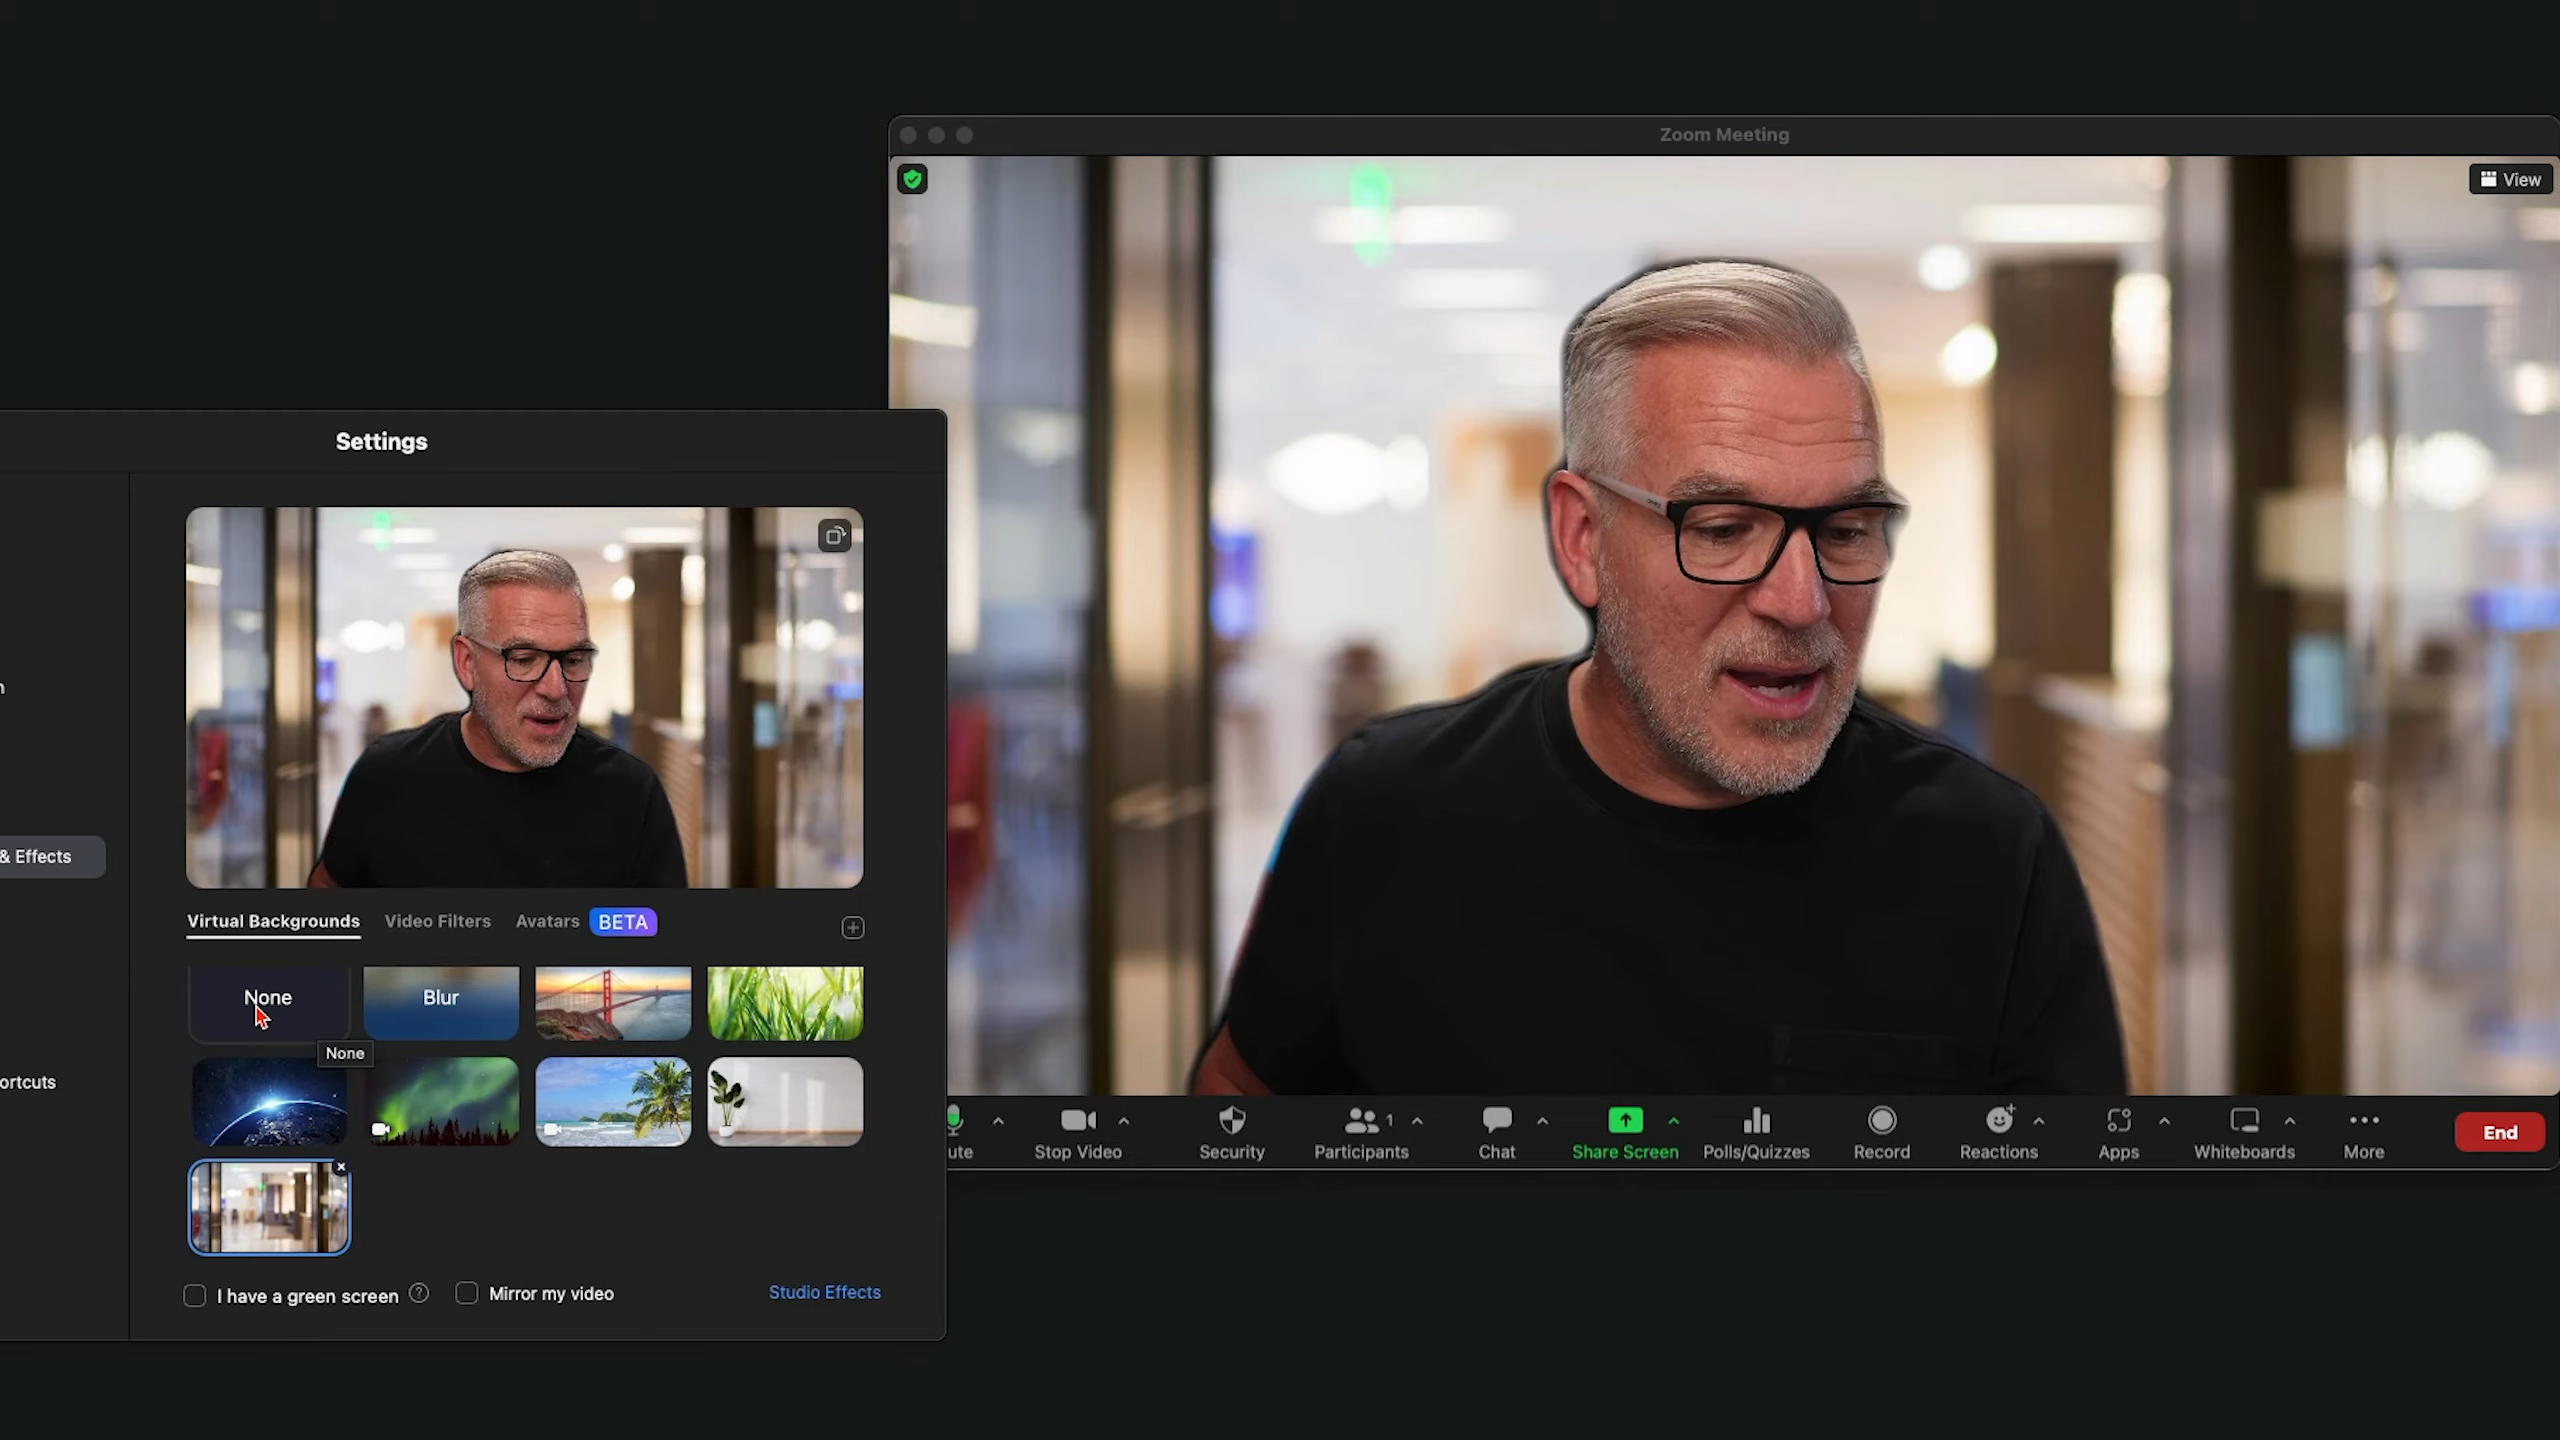 Zoom Meeting
View
Settings
& Effects
Virtual Backgrounds
Video Filters
Avatars
BETA
None
Blur
None
ortcuts
ute
Stop Video
Security
1
Participants
Chat
Share Screen
Polls/Quizzes
Record
Reactions
Apps
Whiteboards
More
End
I have a green screen
?
Mirror my video
Studio Effects